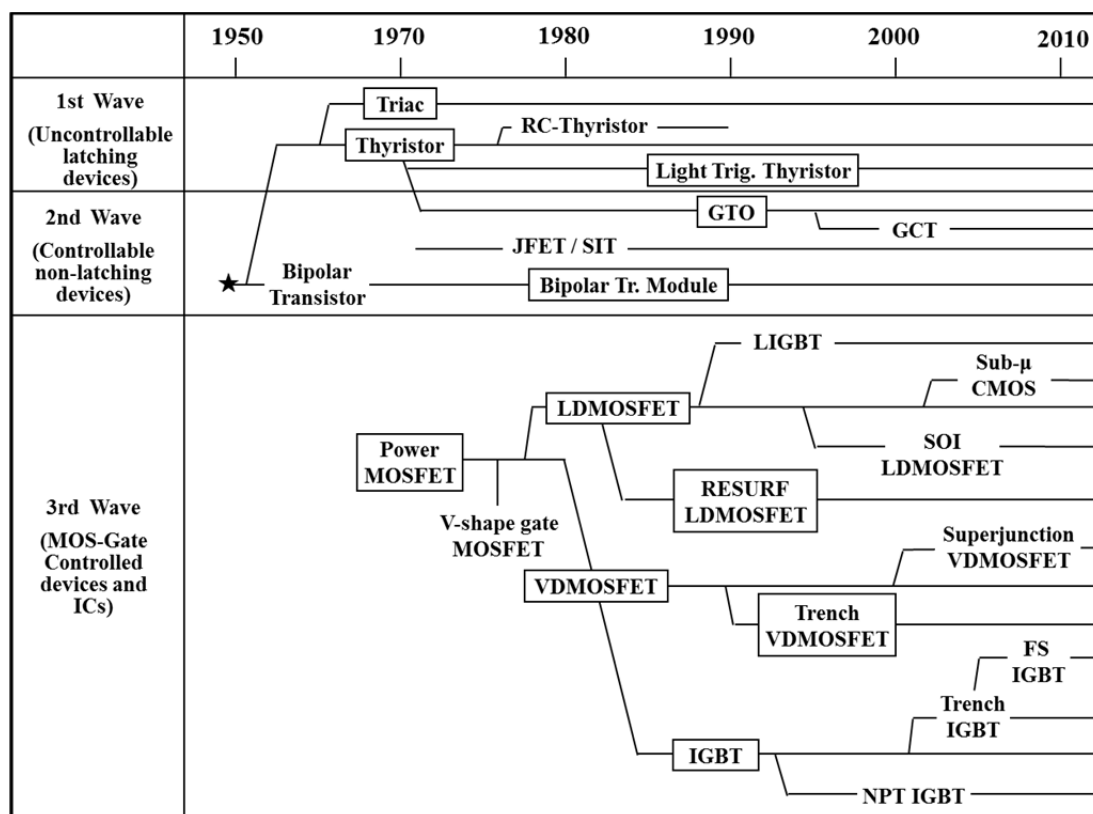 1950 1970 1980 1990 2000 2010
1st Wave
(Uncontrollable
latching
devices)
Triac
RC-Thyristor
Thyristor
Light Trig. Thyristor
2nd Wave
(Controllable
non-latching
devices)
GTO
GCT
JFET / SIT
Bipolar
Transistor
Bipolar Tr. Module
3rd Wave
(MOS-Gate
Controlled
devices and
ICs)
LIGBT
Sub-μ
CMOS
LDMOSFET
SOI
LDMOSFET
Power
MOSFET
RESURF
LDMOSFET
V-shape gate
MOSFET
Superjunction
VDMOSFET
VDMOSFET
Trench
VDMOSFET
FS
IGBT
Trench
IGBT
IGBT
NPT IGBT